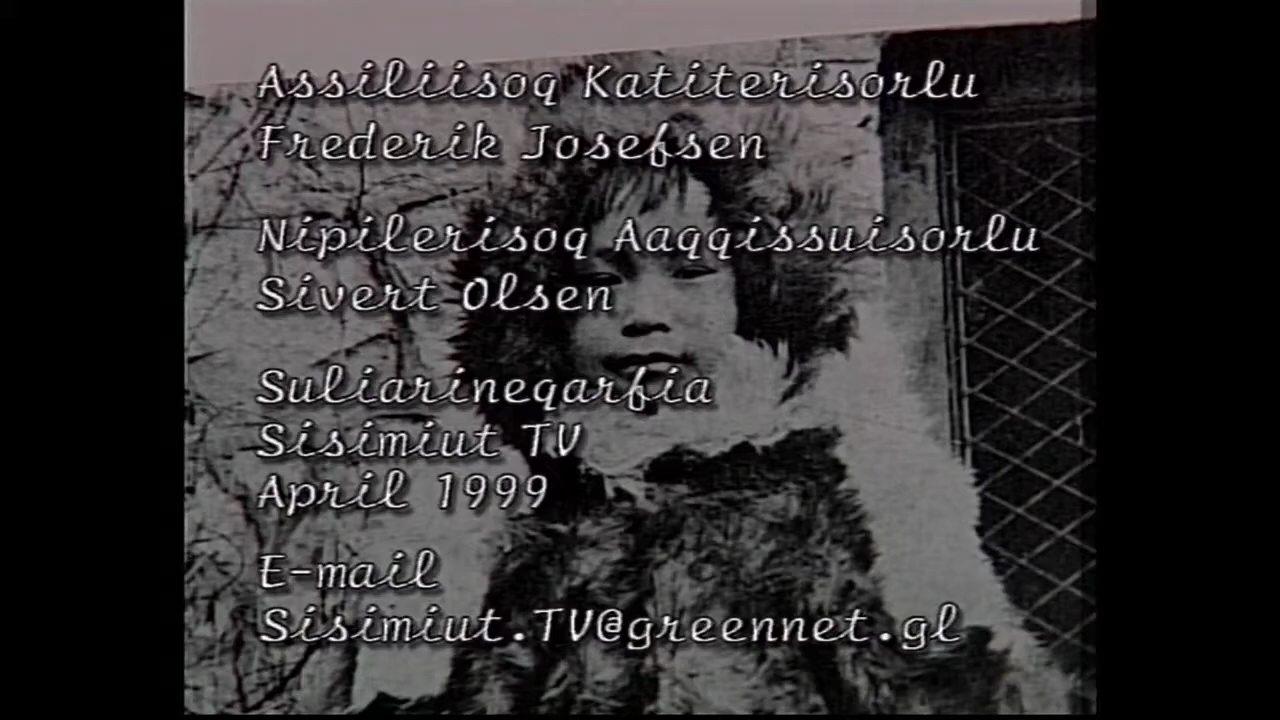 Assiliisoq Katiterisorlu
Frederik Josefsen
Nipilerisoq Aaqqissuisorlu
Sivert Olsen
Suliarineqarfia
Sisimiut TV
April 1999
E-mail
Sisimiut.TV@greennet.gl